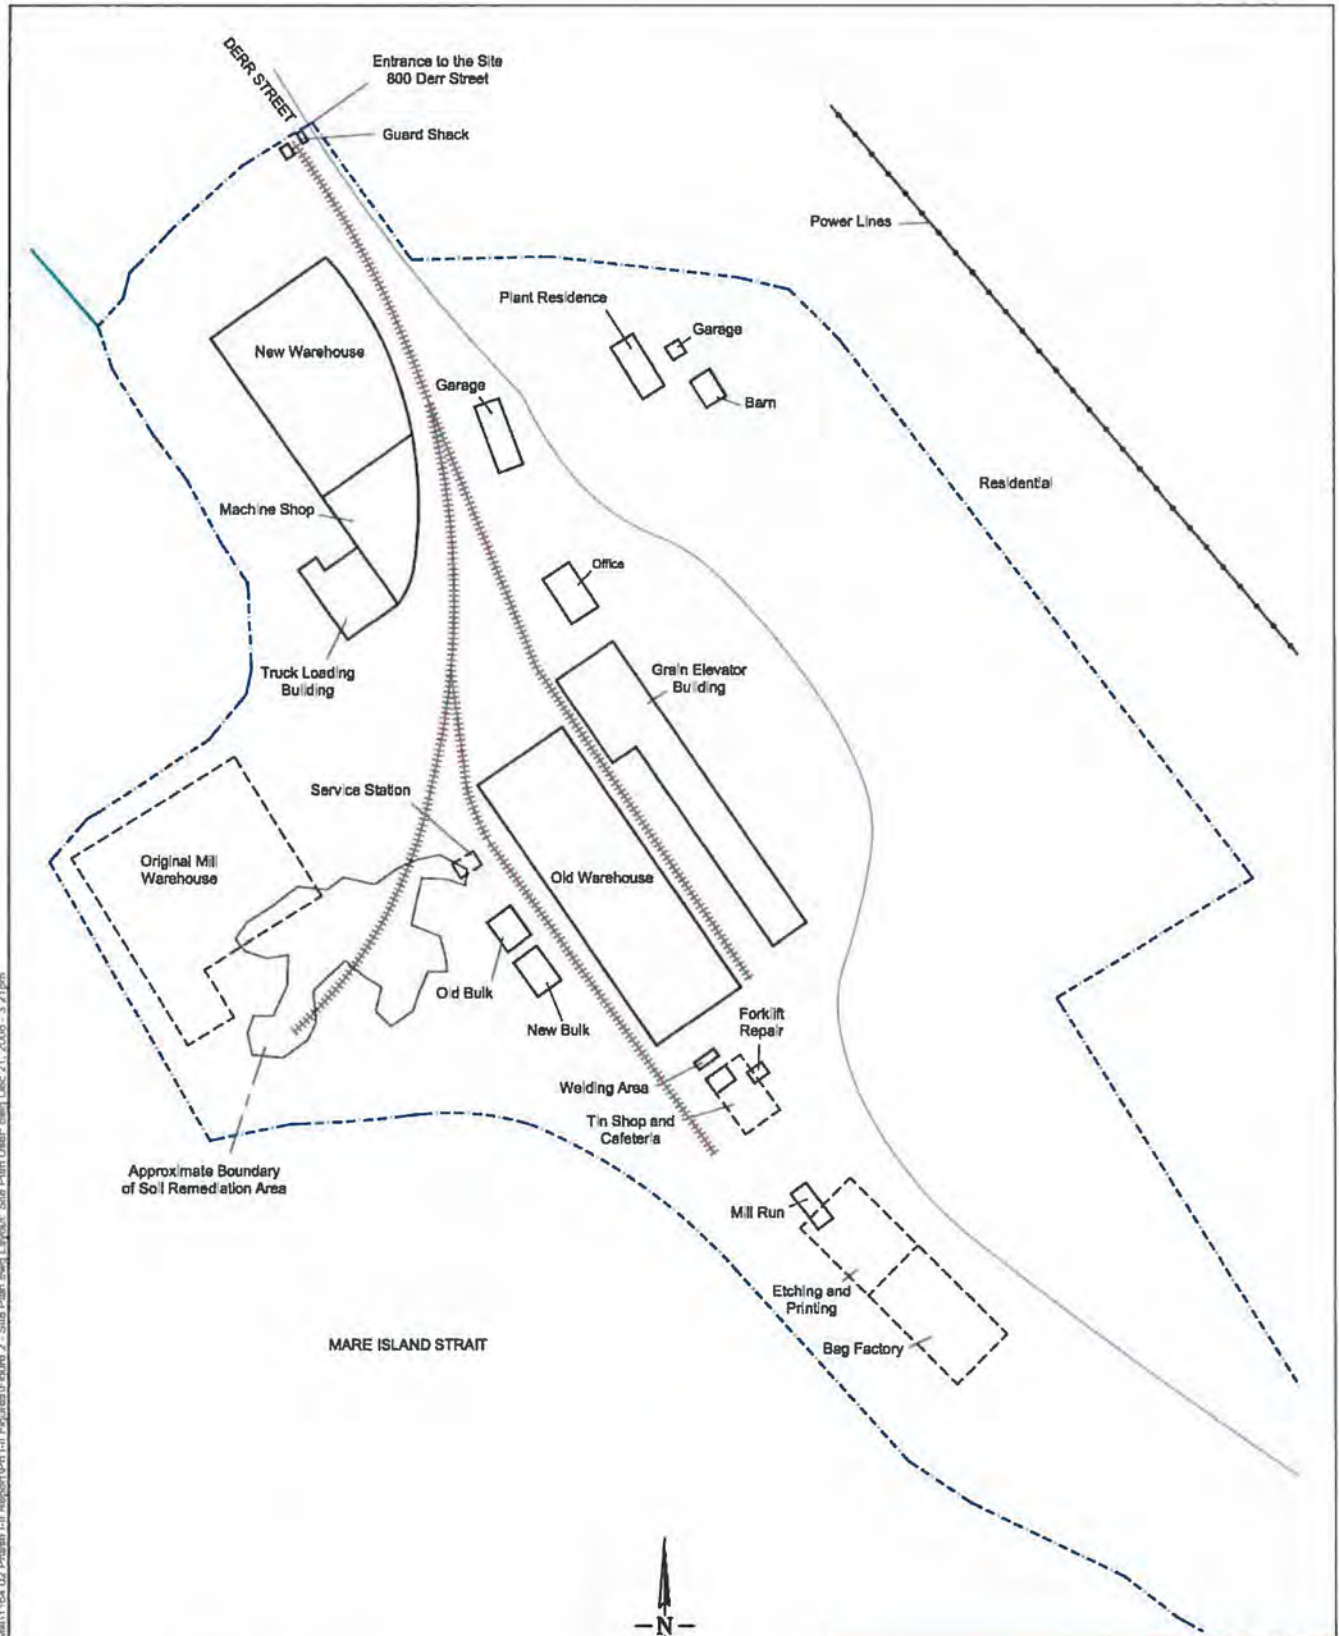 DERR STREET
Entrance to the Site
800 Derr Street
Guard Shack
Power Lines
Plant Residence
Garage
Barn
New Warehouse
Garage
Residential
Machine Shop
Office
Truck Loading
Building
Grain Elevator
Building
Service Station
Original Mill
Warehouse
Old Warehouse
Old Bulk
New Bulk
Forklift
Repair
Welding Area
Tin Shop and
Cafeteria
Approximate Boundary
of Soil Remediation Area
Mill Run
Etching and
Printing
Bag Factory
MARE ISLAND STRAIT
N